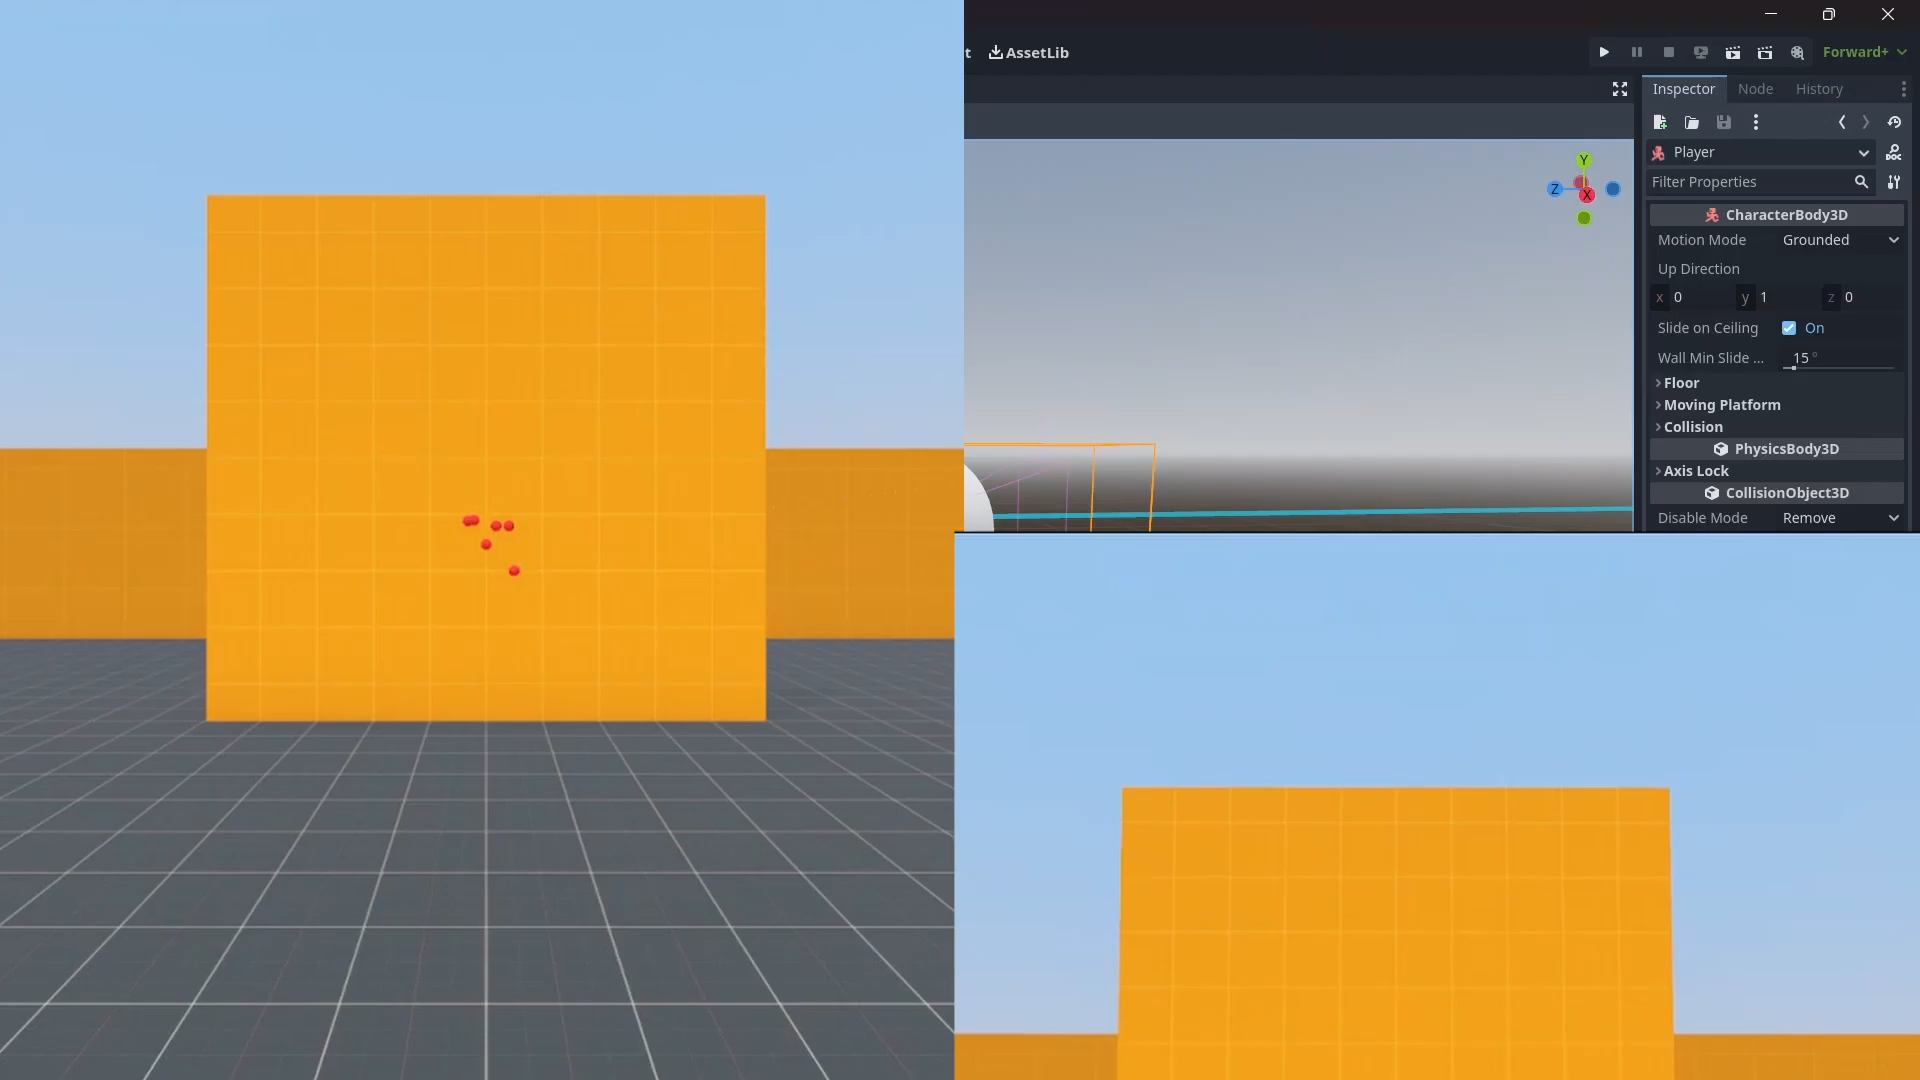 t AssetLib
Forward+
Inspector Node History
Player
Filter Properties
Y
Z
X
CharacterBody3D
Motion Mode Grounded
Up Direction
x 0 y 1 z 0
Slide on Ceiling On
Wall Min Slide ... 15 °
Floor
Moving Platform
Collision
PhysicsBody3D
Axis Lock
CollisionObject3D
Disable Mode Remove